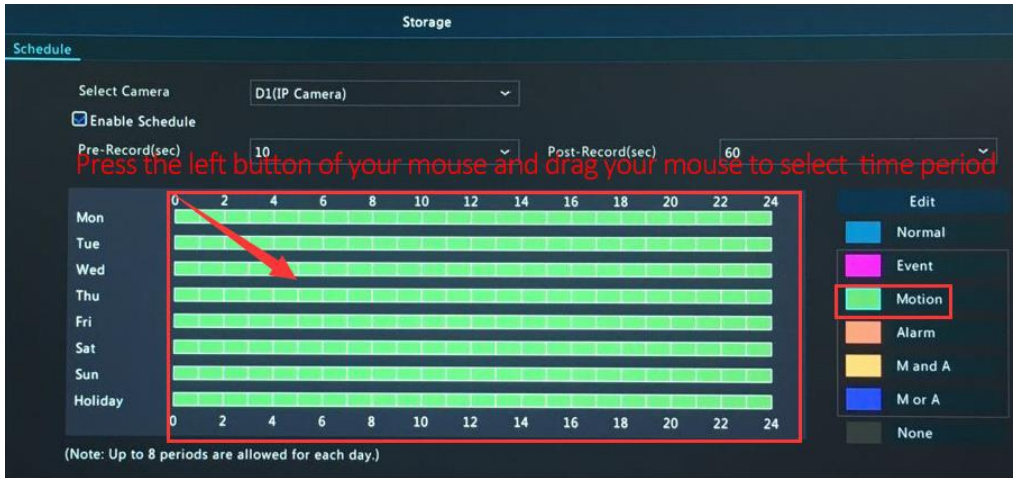 Storage
Schedule
Select Camera D1(IP Camera)
Enable Schedule
Pre-Record(sec) 10 Post-Record(sec) 60
Press the left button of your mouse and drag your mouse to select time period
0 2 4 6 8 10 12 14 16 18 20 22 24
Edit
Mon
Normal
Tue
Wed
Event
Thu
Motion
Fri
Alarm
Sat
Sun
M and A
Holiday
M or A
0 2 4 6 8 10 12 14 16 18 20 22 24
None
(Note: Up to 8 periods are allowed for each day.)